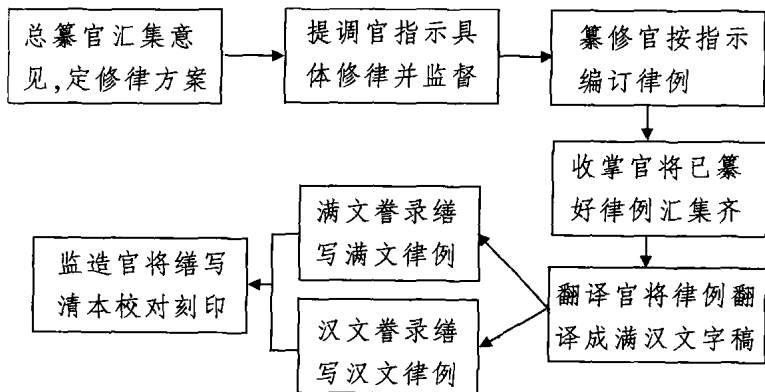 总纂官汇集意
见,定修律方案
提调官指示具
体修律并监督
纂修官按指示
编订律例
收掌官将已纂
好律例汇集齐
翻译官将律例翻
译成满汉文字稿
满文誊录缮
写满文律例
汉文誊录缮
写汉文律例
监造官将缮写
清本校对刻印